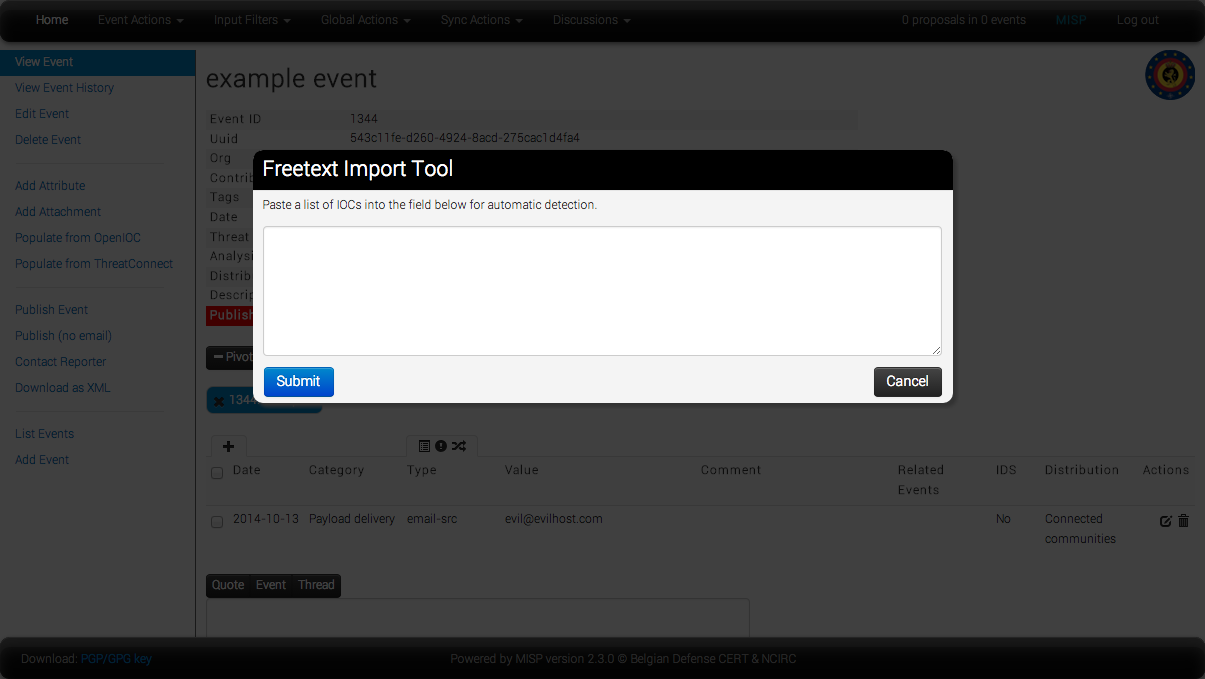 Home Event Actions Input Filters Global Actions Sync Actions Discussions 0 proposals in 0 events MISP Log out
View Event
View Event History
Edit Event
Delete Event
Add Attribute
Add Attachment
Populate from OpenIOC
Populate from ThreatConnect
Publish Event
Publish (no email)
Contact Reporter
Download as XML
List Events
Add Event
example event
Event ID 1344
Uuid 543c11fe-d260-4924-8acd-275cac1d4fa4
Org
Contrib
Tags
Date
Threat
Analysi
Distrib
Descrip
Publish
Freetext Import Tool
Paste a list of IOCs into the field below for automatic detection.
Submit Cancel
Pivot
134
Date Category Type Value Comment Related Events IDS Distribution Actions
2014-10-13 Payload delivery email-src evil@evilhost.com No Connected communities
Quote Event Thread
Download: PGP/GPG key Powered by MISP version 2.3.0 © Belgian Defense CERT & NCIRC